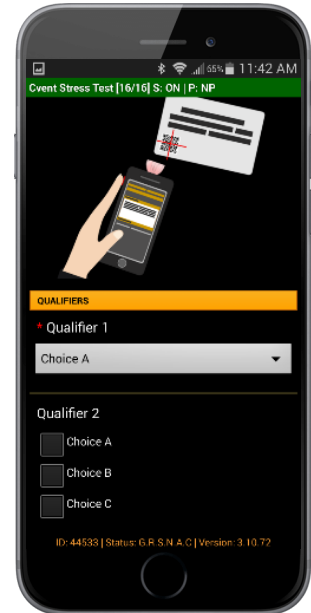 65% 11:42 AM
Cvent Stress Test [16/16] S: ON | P: NP
QUALIFIERS
* Qualifier 1
Choice A
Qualifier 2
Choice A
Choice B
Choice C
ID: 44533 | Status: G.R.S.N.A.C | Version: 3.10.72